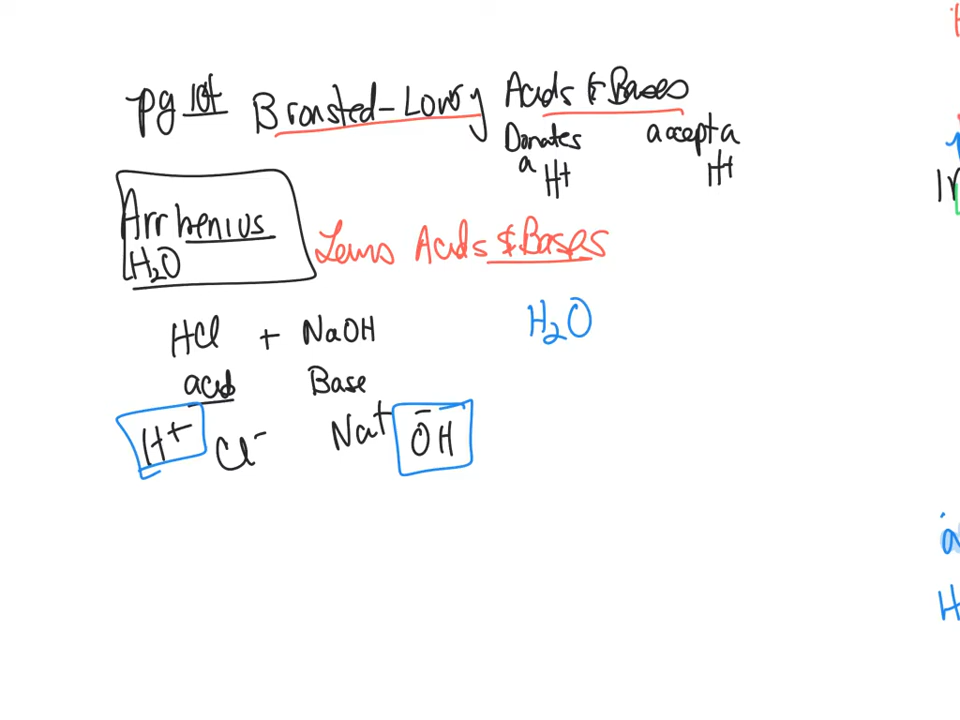 pg 104 Bronsted-Lowry Acids & Bases
Donates a H+
accept a H+
Arrhenius
H₂O
Lewis Acids & Bases
H₂O
HCl + NaOH
acid Base
H+ Cl⁻ Na+ ⁻OH